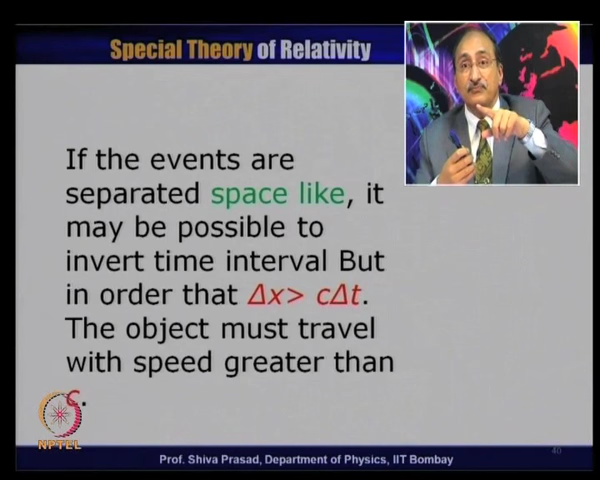 Special Theory of Relativity
If the events are
separated space like, it
may be possible to
invert time interval But
in order that Δx> cΔt.
The object must travel
with speed greater than
c.
NPTEL
40
Prof. Shiva Prasad, Department of Physics, IIT Bombay